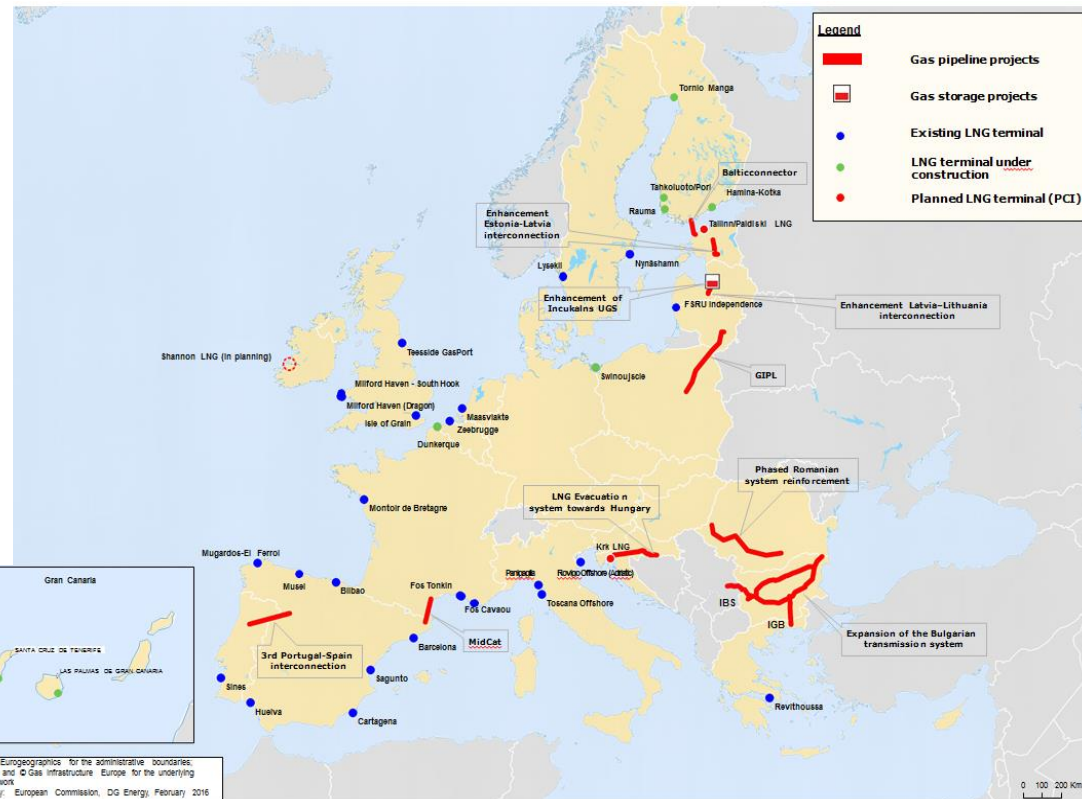 Legend
Gas pipeline projects
Gas storage projects
Existing LNG terminal
LNG terminal under
construction
Planned LNG terminal (PCI)
Tornio Manga
Balticconnector
Tahkoluoto/Pori
Hamina-Kotka
Rauma
Tallinn/Paldiski LNG
Enhancement
Estonia-Latvia
interconnection
Lysekil
Nynäshamn
Enhancement of
Incukalns UGS
FSRU Independence
Enhancement Latvia-Lithuania
interconnection
Shannon LNG (in planning)
Teesside GasPort
GIPL
Swinoujscie
Milford Haven - South Hook
Milford Haven (Dragon)
Isle of Grain
Maasvlakte
Zeebrugge
Dunkerque
Phased Romanian
system reinforcement
LNG Evacuation
system towards Hungary
Montoir de Bretagne
Krk LNG
Mugardos-El Ferrol
Panigaglia
Rovigo Offshore (Adriatic)
Gran Canaria
Musel
Bilbao
Fos Tonkin
Fos Cavaou
Toscana Offshore
IBS
IGB
Expansion of the Bulgarian
transmission system
MidCat
3rd Portugal-Spain
interconnection
Barcelona
SANTA CRUZ DE TENERIFE
LAS PALMAS DE GRAN CANARIA
Sagunto
Sines
Huelva
Cartagena
Revithoussa
Eurogeographics for the administrative boundaries;
and © Gas Infrastructure Europe for the underlying
work
European Commission, DG Energy, February 2016
0 100 200 Km